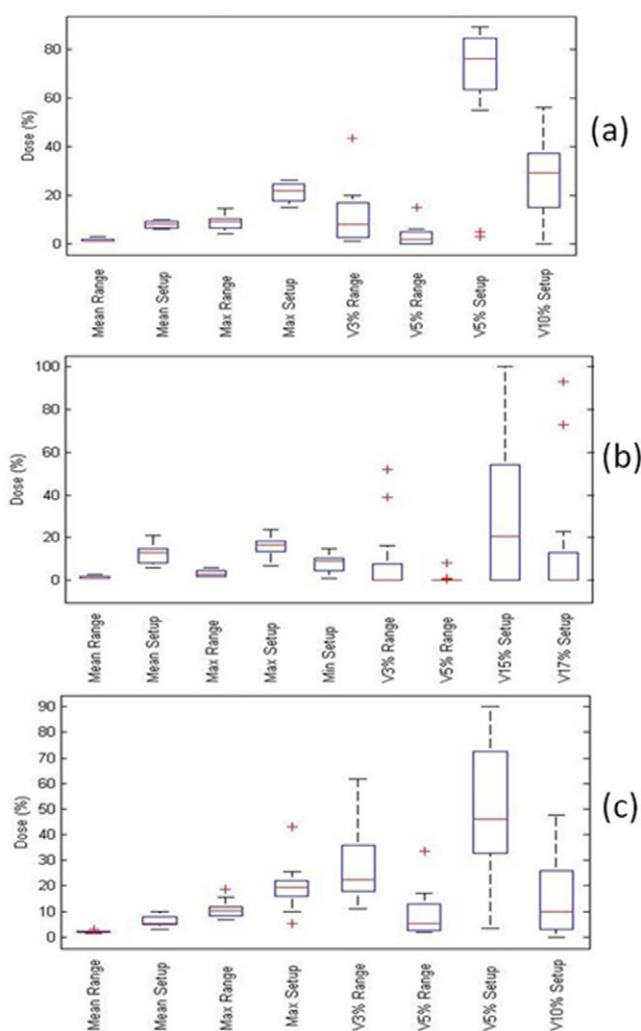 80
60
40
20
0
Dose (%)
(a)
Mean Range
Mean Setup
Max Range
Max Setup
V3% Range
V5% Range
V5% Setup
V10% Setup
100
80
60
40
20
0
Dose (%)
(b)
Mean Range
Mean Setup
Max Range
Max Setup
Min Setup
V3% Range
V5% Range
V15% Setup
V17% Setup
90
80
70
60
50
40
30
20
10
0
Dose (%)
(c)
Mean Range
Mean Setup
Max Range
Max Setup
V3% Range
V5% Range
V5% Setup
V10% Setup